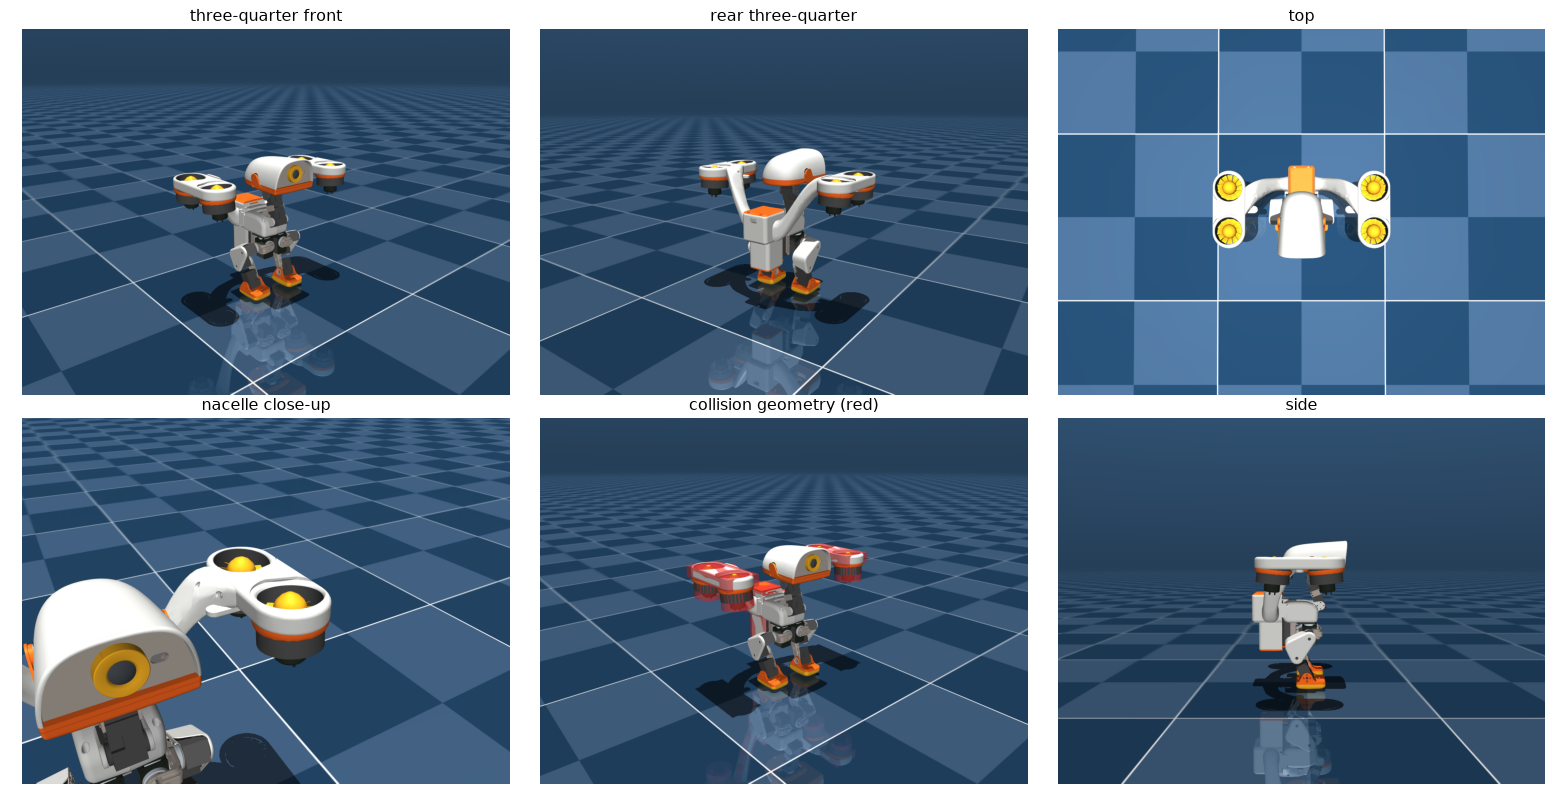 three-quarter front
rear three-quarter
top
nacelle close-up
collision geometry (red)
side